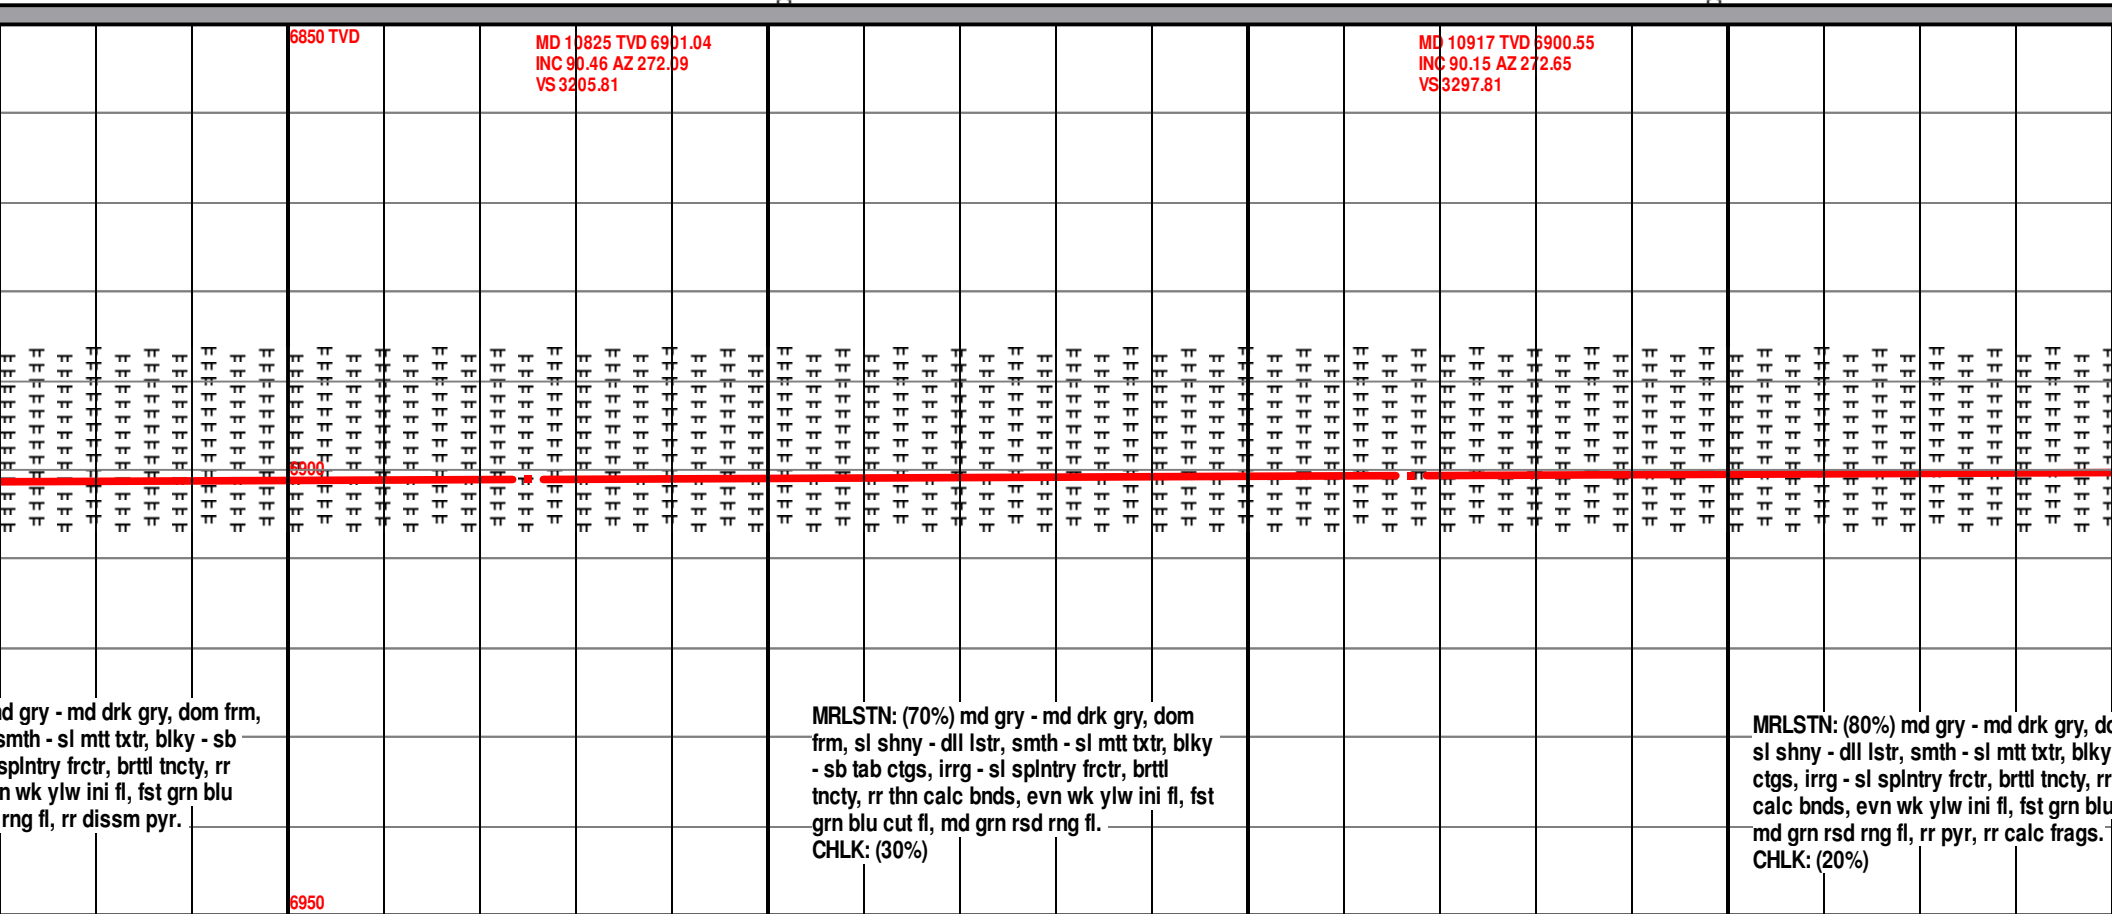 6850 TVD
MD 10825 TVD 6901.04
INC 90.46 AZ 272.09
VS 3205.81
MD 10917 TVD 6900.55
INC 90.15 AZ 272.65
VS 3297.81
6900
gry - md drk gry, dom frm,
smth - sl mtt txtr, blky - sb
splntry frctr, brttl tncty, rr
wk ylw ini fl, fst grn blu
rng fl, rr dissm pyr.
MRLSTN: (70%) md gry - md drk gry, dom
frm, sl shny - dll lstr, smth - sl mtt txtr, blky
- sb tab ctgs, irrg - sl splntry frctr, brttl
tncty, rr thn calc bnds, evn wk ylw ini fl, fst
grn blu cut fl, md grn rsd rng fl.
CHLK: (30%)
MRLSTN: (80%) md gry - md drk gry,
sl shny - dll lstr, smth - sl mtt txtr, blky
ctgs, irrg - sl splntry frctr, brttl tncty, rr
calc bnds, evn wk ylw ini fl, fst grn blu
md grn rsd rng fl, rr pyr, rr calc frags.
CHLK: (20%)
6950